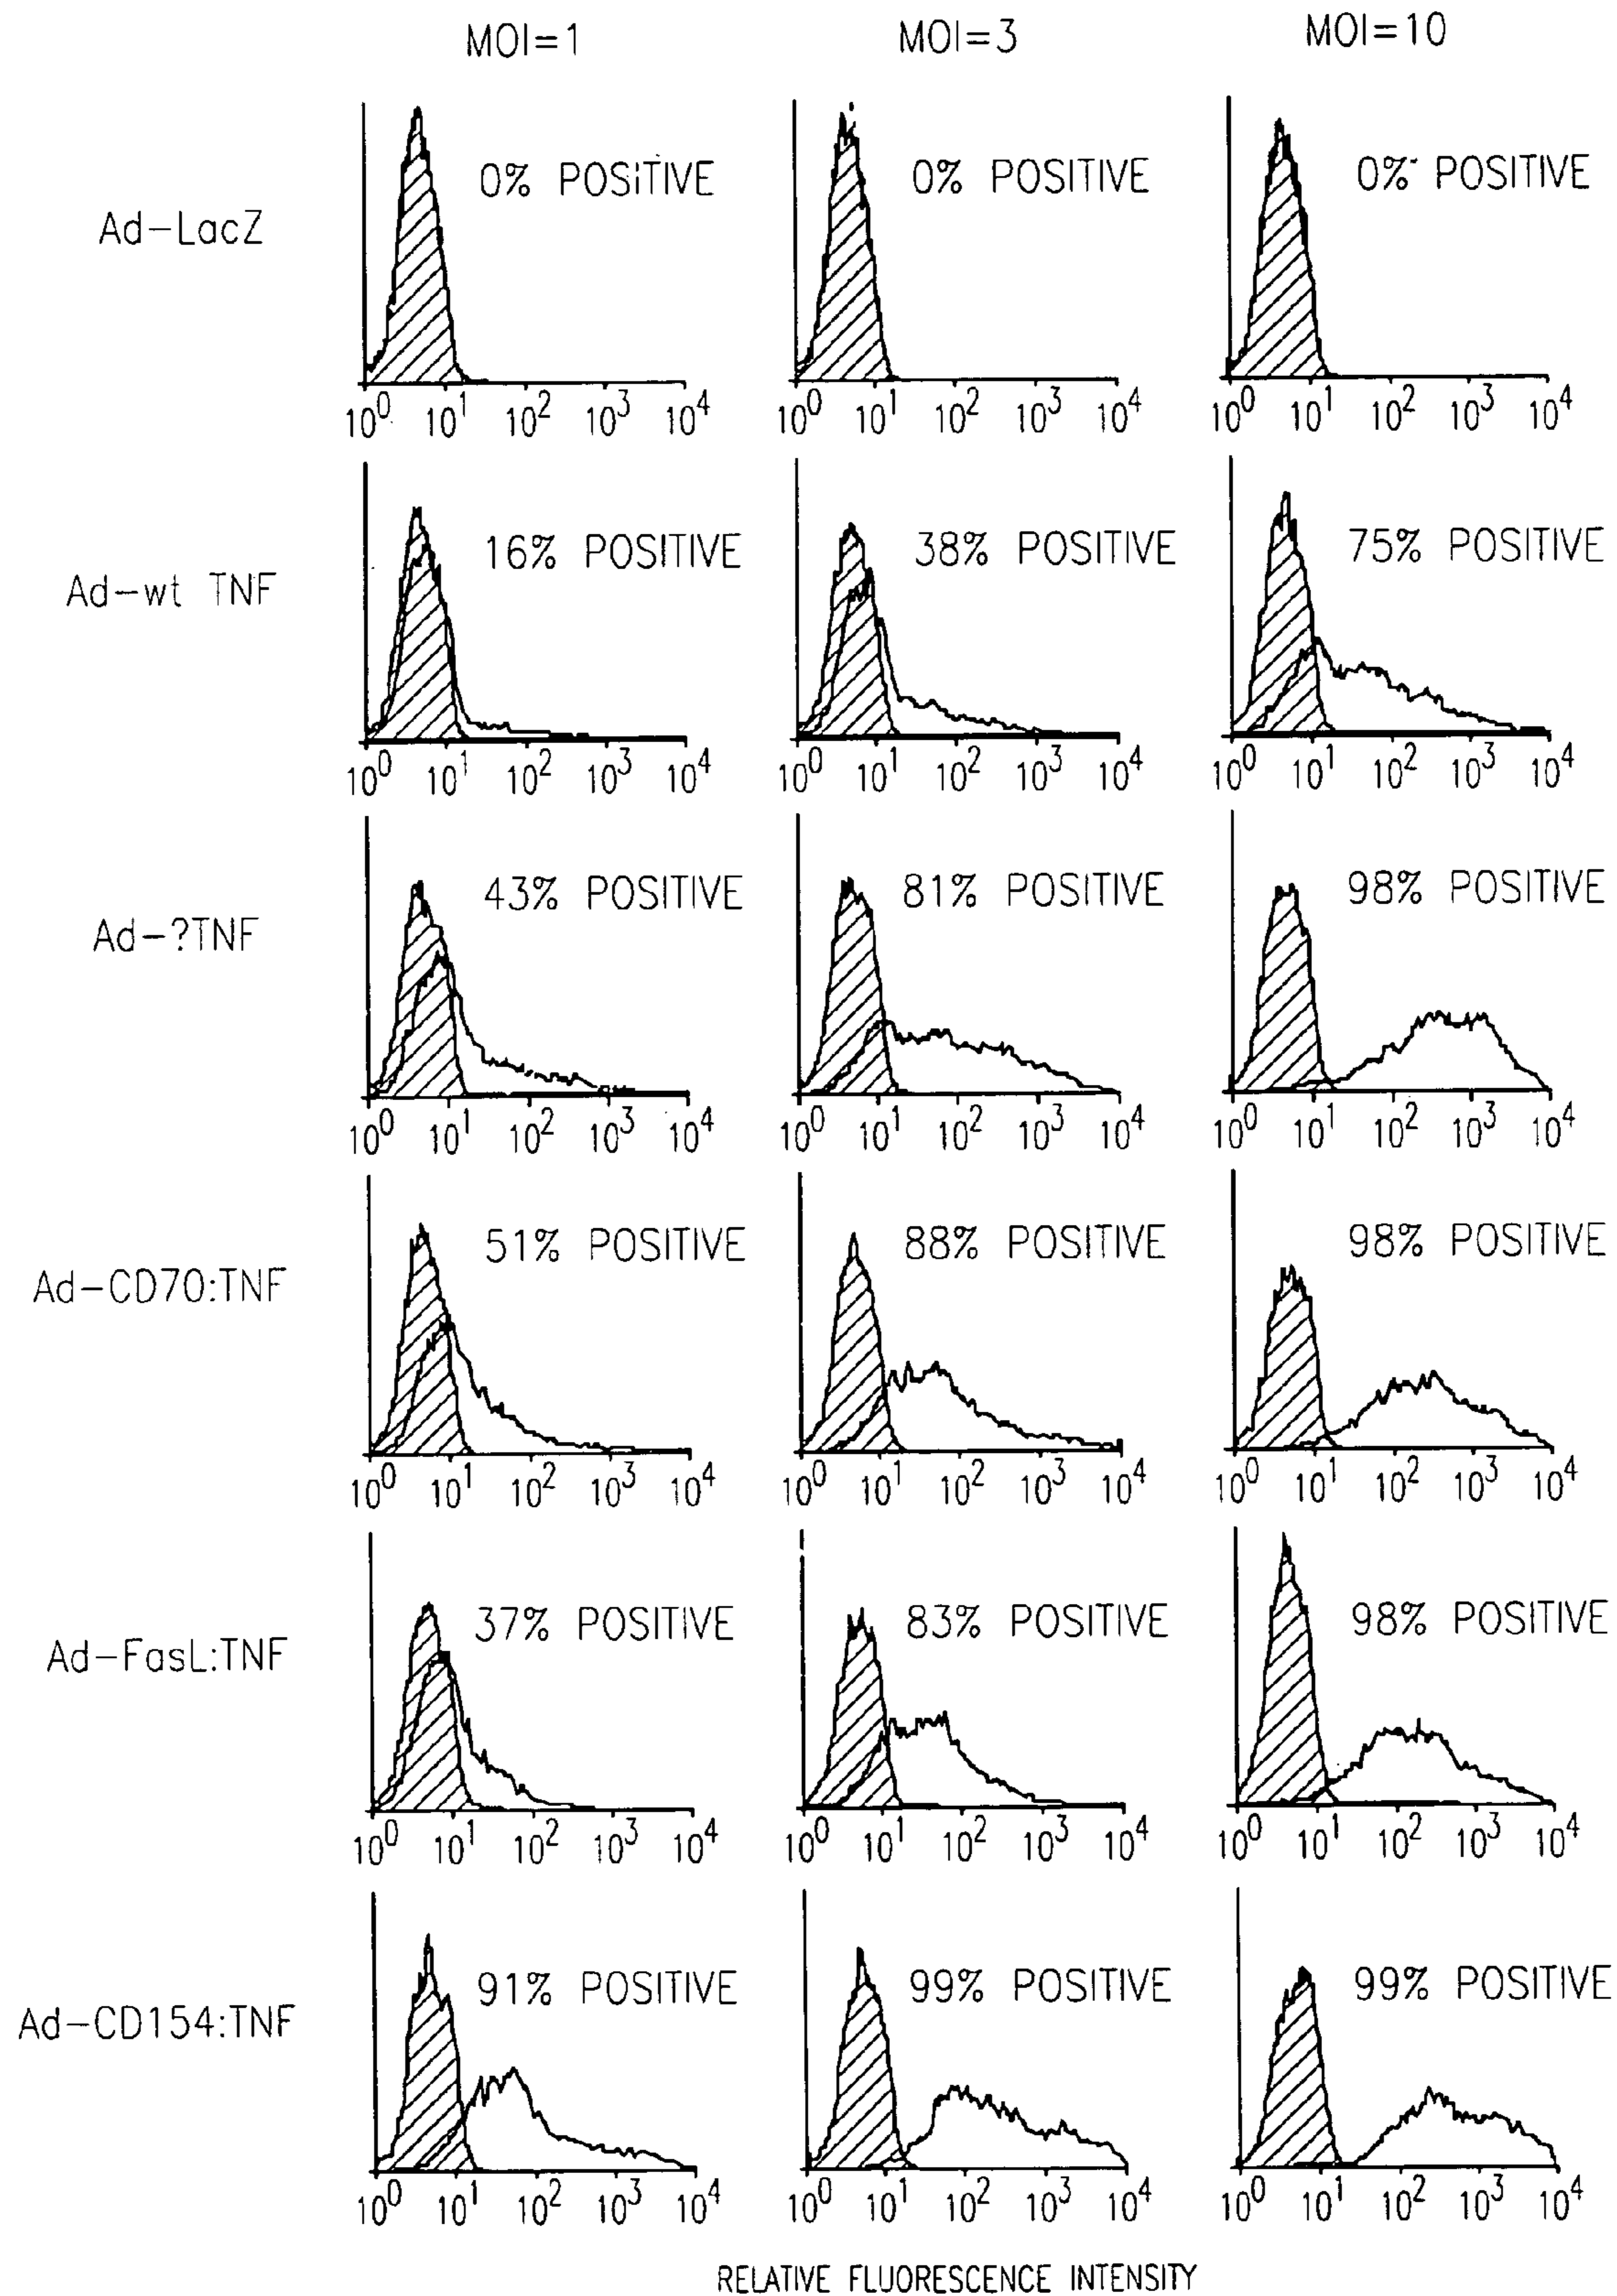 MOI=1 MOI=3 MOI=10
Ad-LacZ
0% POSITIVE 0% POSITIVE 0% POSITIVE
10^0 10^1 10^2 10^3 10^4 10^0 10^1 10^2 10^3 10^4 10^0 10^1 10^2 10^3 10^4
Ad-wt TNF
16% POSITIVE 38% POSITIVE 75% POSITIVE
10^0 10^1 10^2 10^3 10^4 10^0 10^1 10^2 10^3 10^4 10^0 10^1 10^2 10^3 10^4
Ad-?TNF
43% POSITIVE 81% POSITIVE 98% POSITIVE
10^0 10^1 10^2 10^3 10^4 10^0 10^1 10^2 10^3 10^4 10^0 10^1 10^2 10^3 10^4
Ad-CD70:TNF
51% POSITIVE 88% POSITIVE 98% POSITIVE
10^0 10^1 10^2 10^3 10^4 10^0 10^1 10^2 10^3 10^4 10^0 10^1 10^2 10^3 10^4
Ad-FasL:TNF
37% POSITIVE 83% POSITIVE 98% POSITIVE
10^0 10^1 10^2 10^3 10^4 10^0 10^1 10^2 10^3 10^4 10^0 10^1 10^2 10^3 10^4
Ad-CD154:TNF
91% POSITIVE 99% POSITIVE 99% POSITIVE
10^0 10^1 10^2 10^3 10^4 10^0 10^1 10^2 10^3 10^4 10^0 10^1 10^2 10^3 10^4
RELATIVE FLUORESCENCE INTENSITY